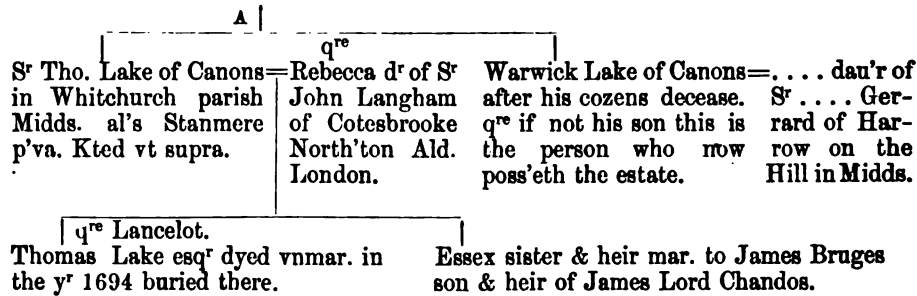 A
qre
Sr Tho. Lake of Canons=Rebecca dr of Sr
in Whitchurch parish John Langham
Midds. al's Stanmere of Cotesbrooke
p'va. Kted vt supra. North'ton Ald.
London.
Warwick Lake of Canons=.... dau'r of
after his cozens decease. Sr .... Ger-
qre if not his son this is rard of Har-
the person who now row on the
poss'eth the estate. Hill in Midds.
qre Lancelot.
Thomas Lake esqr dyed vnmar. in
the yr 1694 buried there.
Essex sister & heir mar. to James Bruges
son & heir of James Lord Chandos.